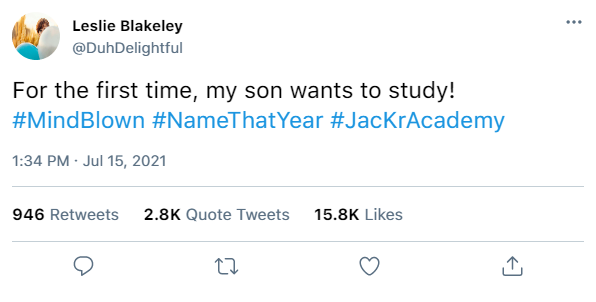 Leslie Blakeley
@DuhDelightful
For the first time, my son wants to study!
#MindBlown #NameThatYear #JacKrAcademy
1:34 PM · Jul 15, 2021
946 Retweets 2.8K Quote Tweets 15.8K Likes